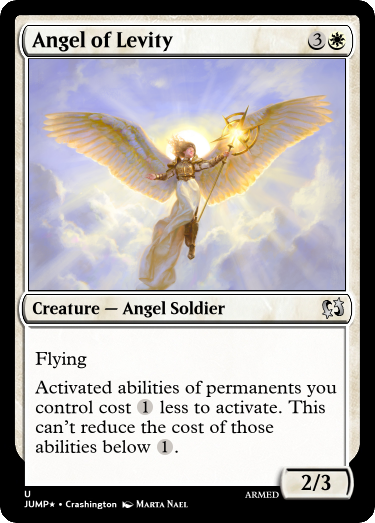 Angel of Levity 3
Creature — Angel Soldier
Flying
Activated abilities of permanents you
control cost 1 less to activate. This
can't reduce the cost of those
abilities below 1.
2/3
U
JUMP★ • Crashington Marta Nael
ARMED